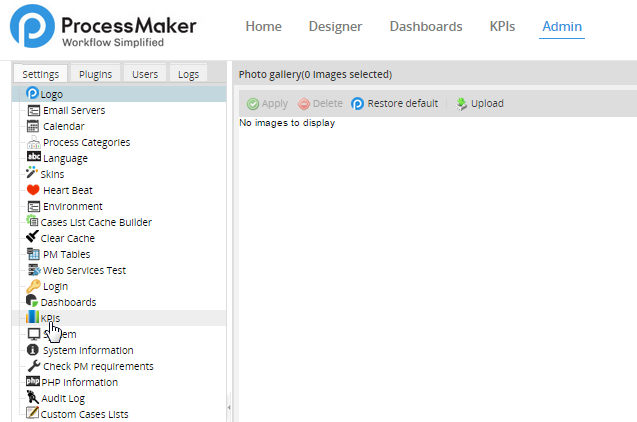 ProcessMaker
Workflow Simplified
Home Designer Dashboards KPIs Admin
Settings Plugins Users Logs
Photo gallery(0 Images selected)
Logo
Apply Delete Restore default Upload
No images to display
Email Servers
Calendar
Process Categories
abc Language
Skins
Heart Beat
Environment
Cases List Cache Builder
Clear Cache
PM Tables
Web Services Test
Login
Dashboards
KPIs
System
System Information
Check PM requirements
php PHP Information
Audit Log
Custom Cases Lists